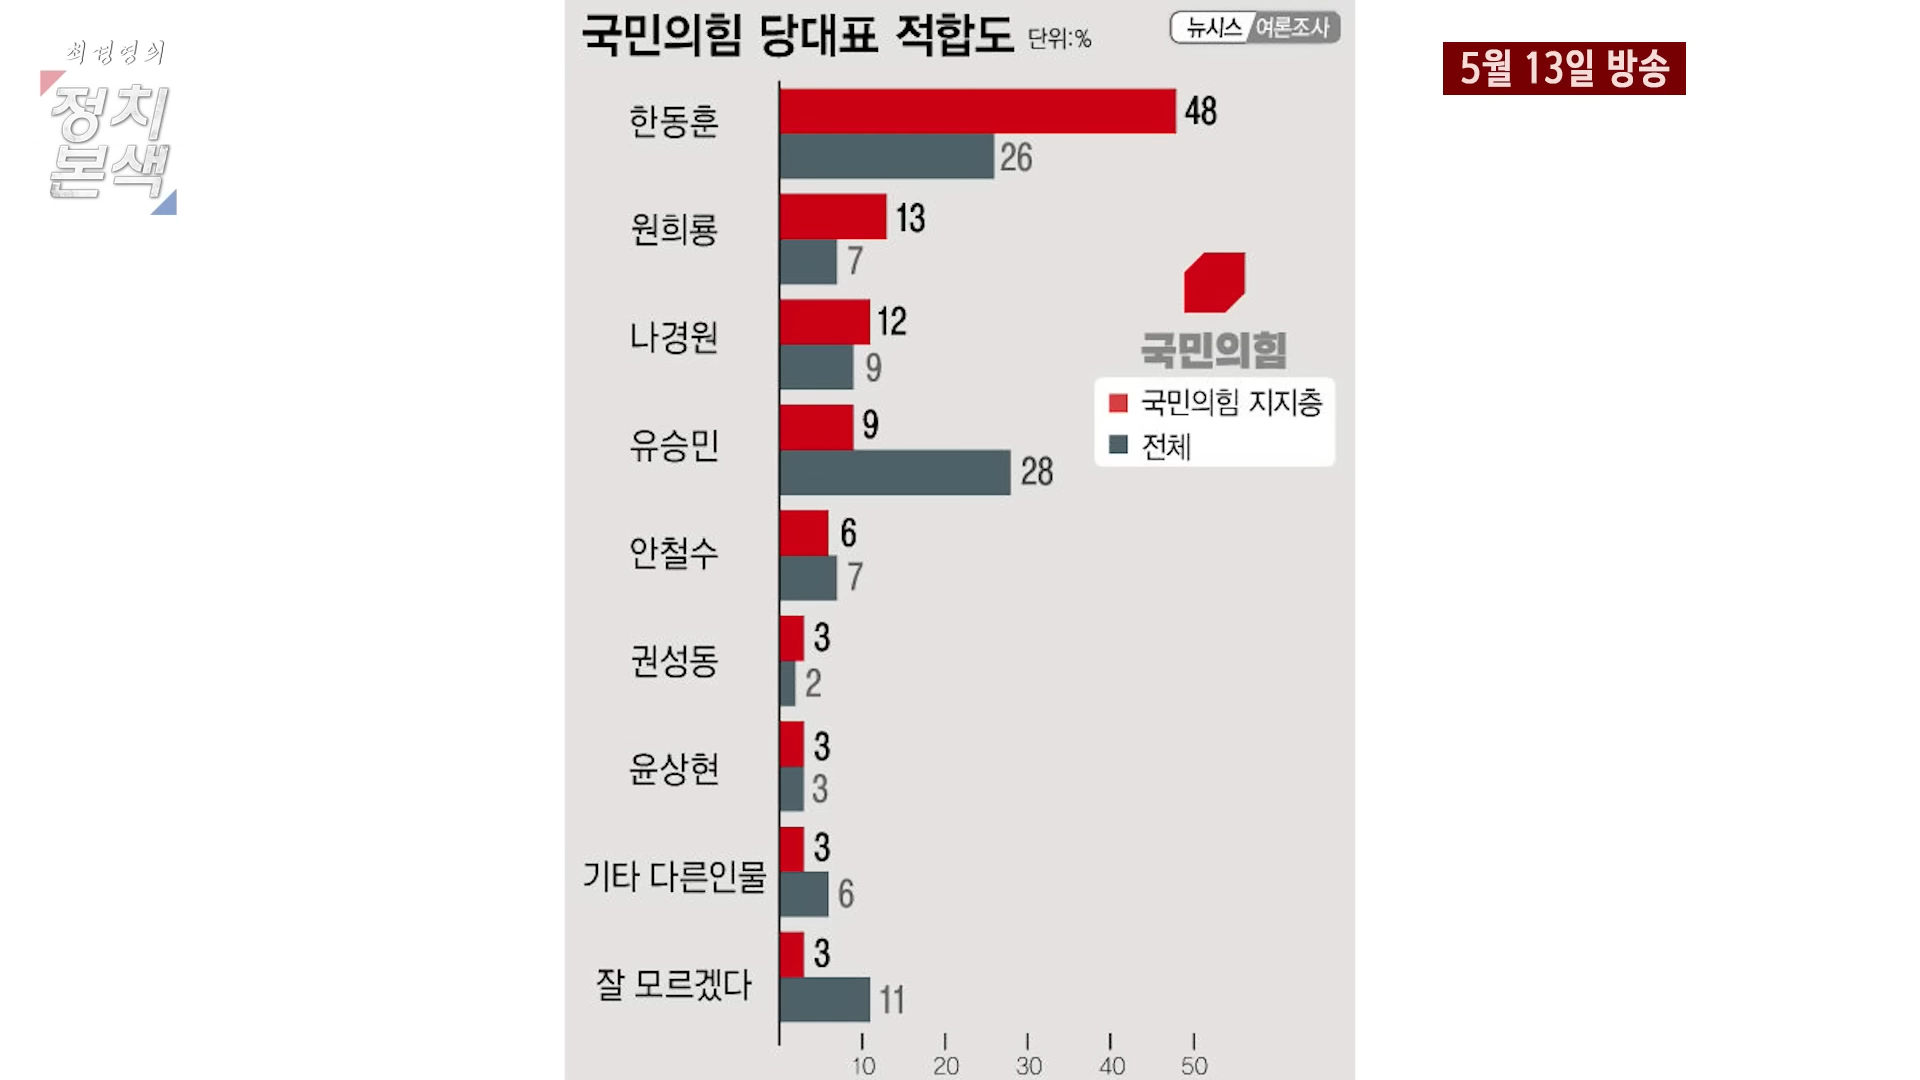 최경영의
정치
본색
국민의힘 당대표 적합도 단위:%
뉴시스 여론조사
5월 13일 방송
한동훈 48
26
원희룡 13
7
나경원 12
9
유승민 9
28
안철수 6
7
권성동 3
2
윤상현 3
3
기타 다른인물 3
6
잘 모르겠다 3
11
국민의힘
국민의힘 지지층
전체
10 20 30 40 50